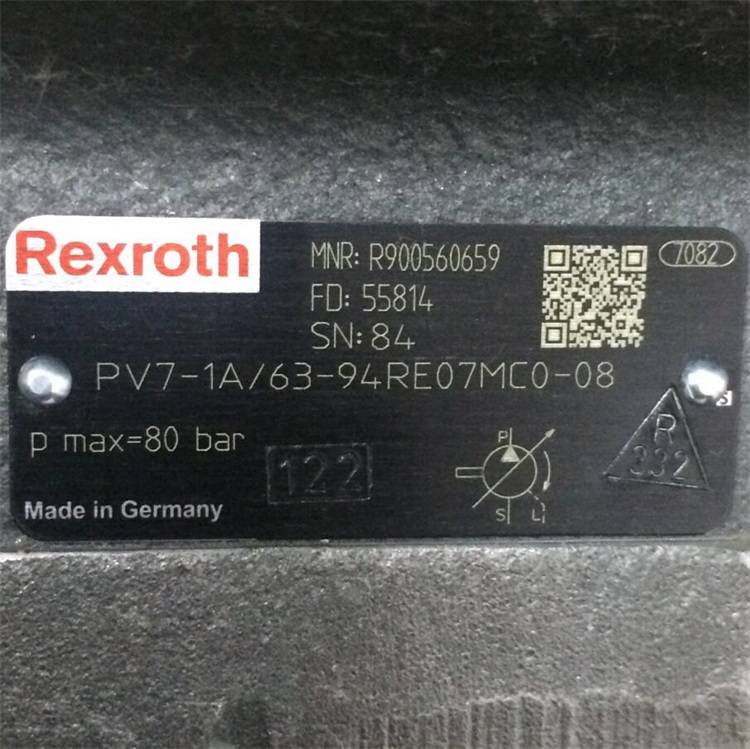 Rexroth
MNR: R900560659
7082
FD: 55814
SN: 84
PV7-1A/63-94RE07MC0-08
p max=80 bar
122
P
S
L
R
332
S
Made in Germany